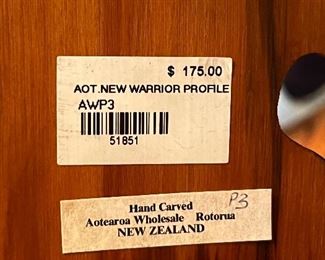 $ 175.00
AOT.NEW WARRIOR PROFILE
AWP3
51851
P3
Hand Carved
Aotearoa Wholesale Rotorua
NEW ZEALAND